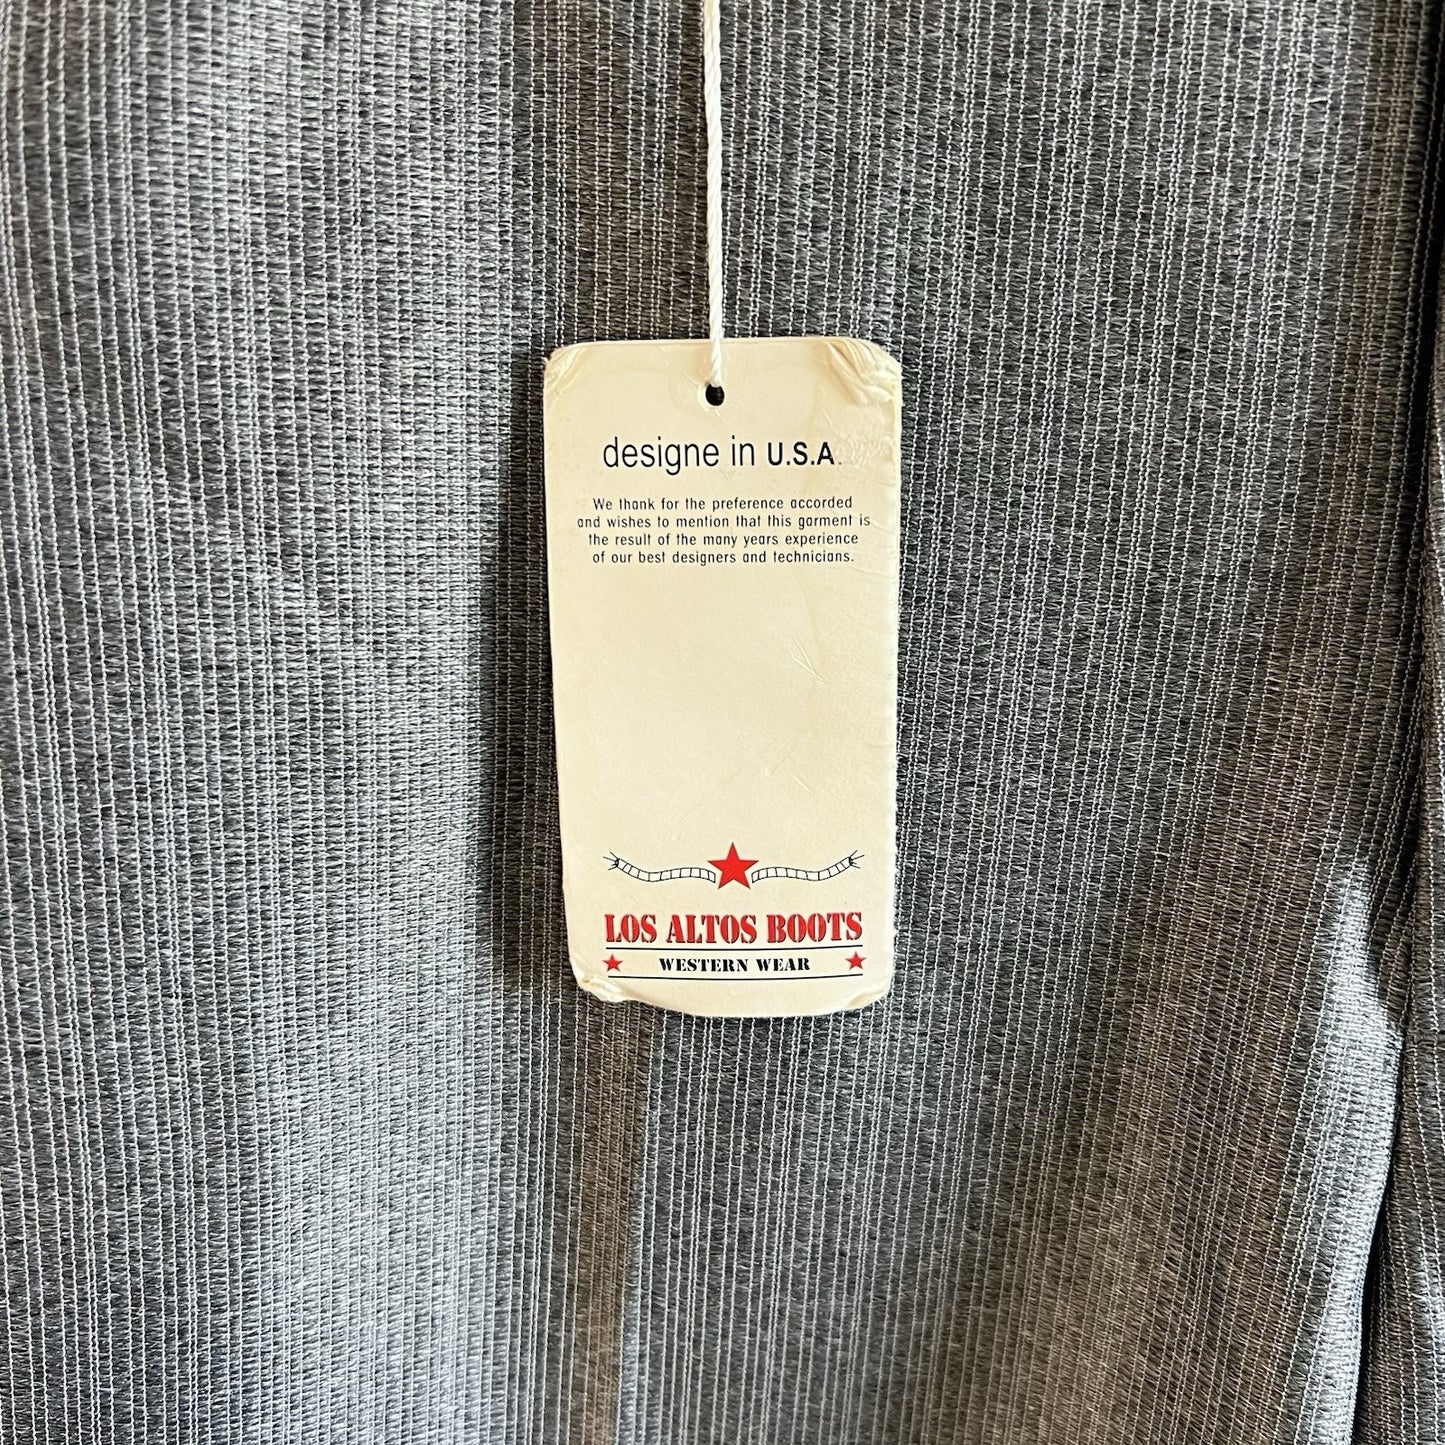 designe in U.S.A.
We thank for the preference accorded
and wishes to mention that this garment is
the result of the many years experience
of our best designers and technicians.
LOS ALTOS BOOTS
WESTERN WEAR